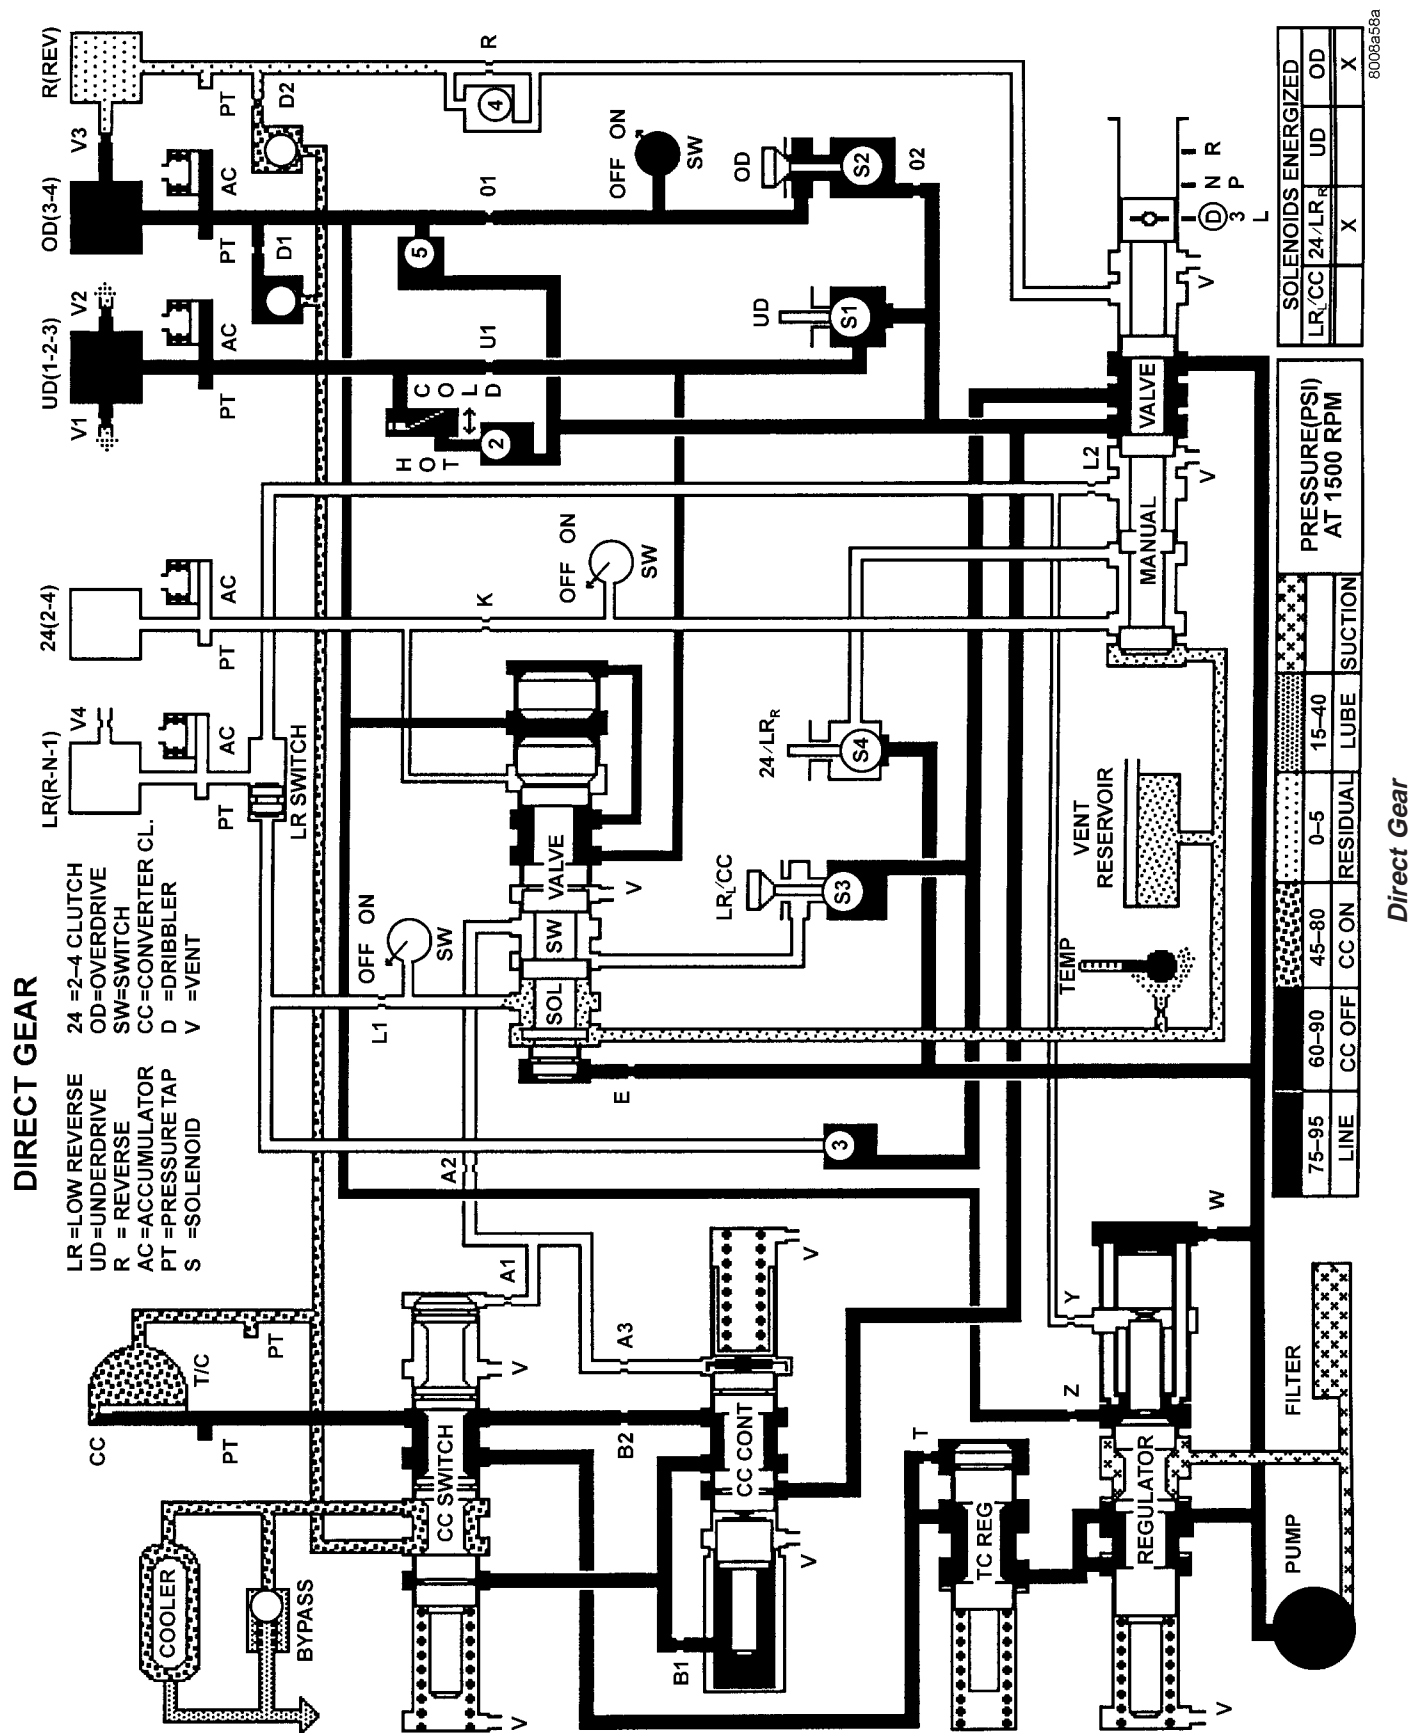 DIRECT GEAR
LR =LOW REVERSE
UD=UNDERDRIVE
R = REVERSE
AC=ACCUMULATOR
PT =PRESSURE TAP
S =SOLENOID
24 =2–4 CLUTCH
OD=OVERDRIVE
SW=SWITCH
CC =CONVERTER CL.
D =DRIBBLER
V =VENT
LR(R-N-1)
V4
24(2-4)
UD(1-2-3)
V1
V2
OD(3-4)
V3
R(REV)
PT
AC
PT
AC
PT
AC
PT
AC
PT
D1
D2
LR SWITCH
CC
T/C
PT
PT
COOLER
BYPASS
CC SWITCH
V
V
A1
A2
A3
L1
OFF ON
SW
K
OFF ON
SW
HOT
COLD
2
U1
5
01
4
R
OFF ON
SW
OD
S2
02
UD
S1
24/LRR
S4
LRL/CC
S3
SOL
SW
VALVE
V
E
3
B1
B2
CC CONT
V
V
T
TC REG
Z
Y
W
REGULATOR
V
PUMP
FILTER
TEMP
VENT
RESERVOIR
MANUAL
VALVE
L2
V
V
D N R
3 P
L
75–95
60–90
45–80
0–5
15–40
LINE
CC OFF
CC ON
RESIDUAL
LUBE
SUCTION
PRESSURE(PSI)
AT 1500 RPM
SOLENOIDS ENERGIZED
LRL/CC 24/LRR UD OD
X X
80008a58a
Direct Gear